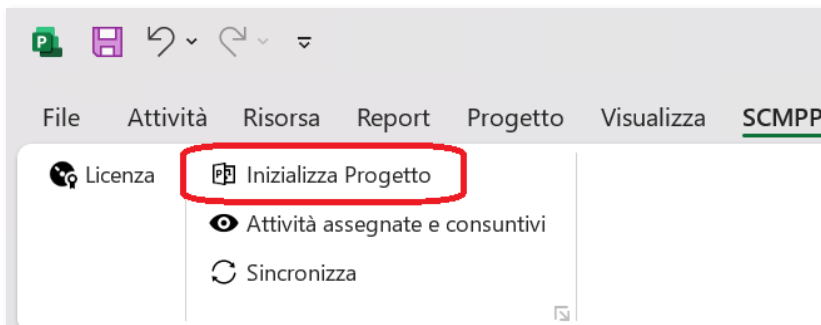 File Attività Risorsa Report Progetto Visualizza SCMPP
Licenza Inizializza Progetto
Attività assegnate e consuntivi
Sincronizza